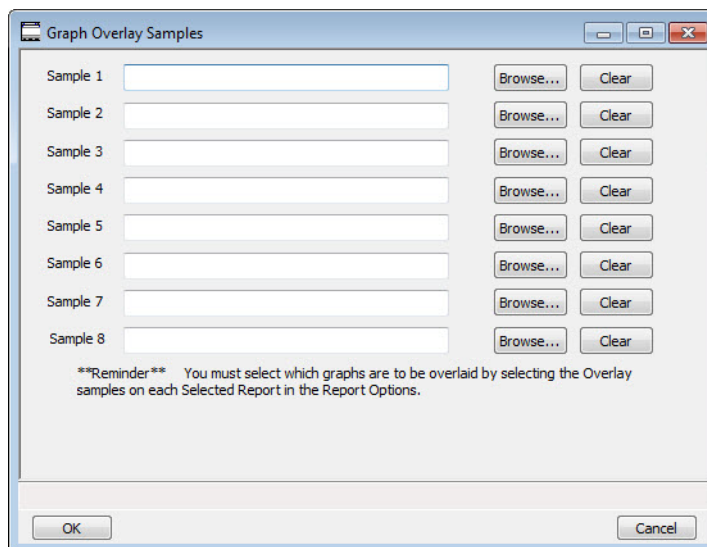 Graph Overlay Samples
Sample 1 Browse... Clear
Sample 2 Browse... Clear
Sample 3 Browse... Clear
Sample 4 Browse... Clear
Sample 5 Browse... Clear
Sample 6 Browse... Clear
Sample 7 Browse... Clear
Sample 8 Browse... Clear
**Reminder** You must select which graphs are to be overlaid by selecting the Overlay
samples on each Selected Report in the Report Options.
OK Cancel